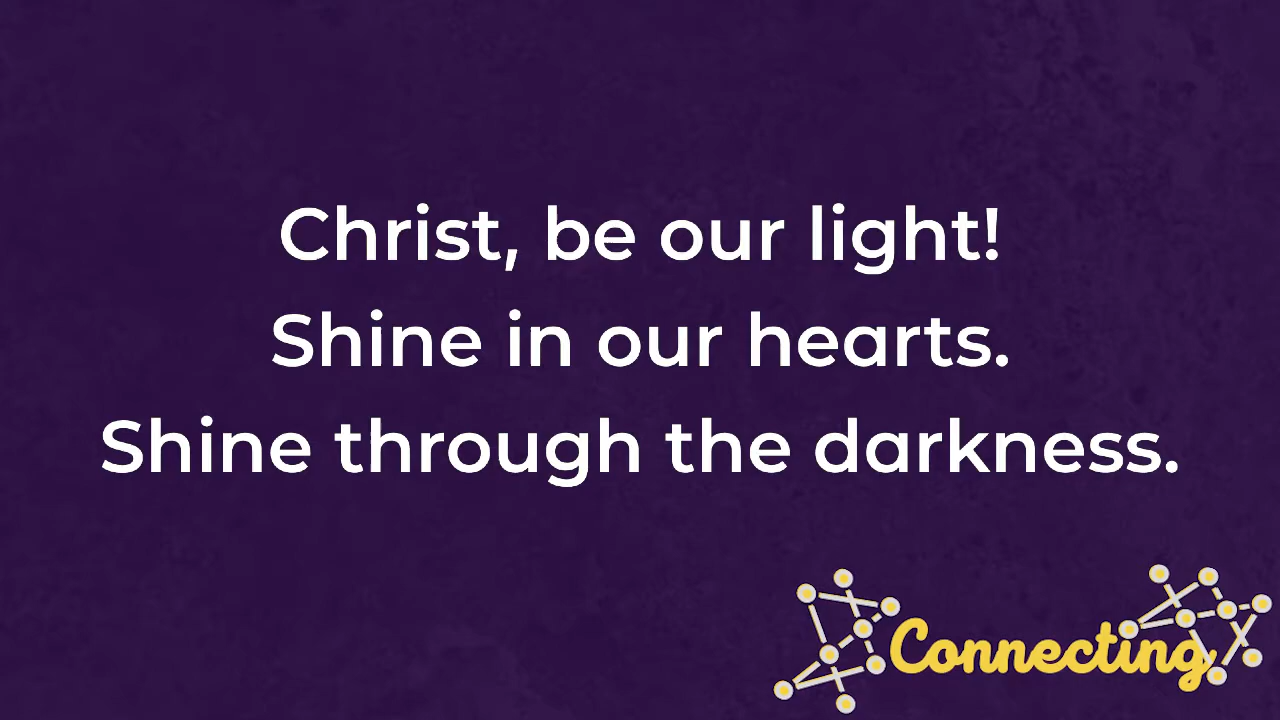 Christ, be our light!
Shine in our hearts.
Shine through the darkness.
Connecting